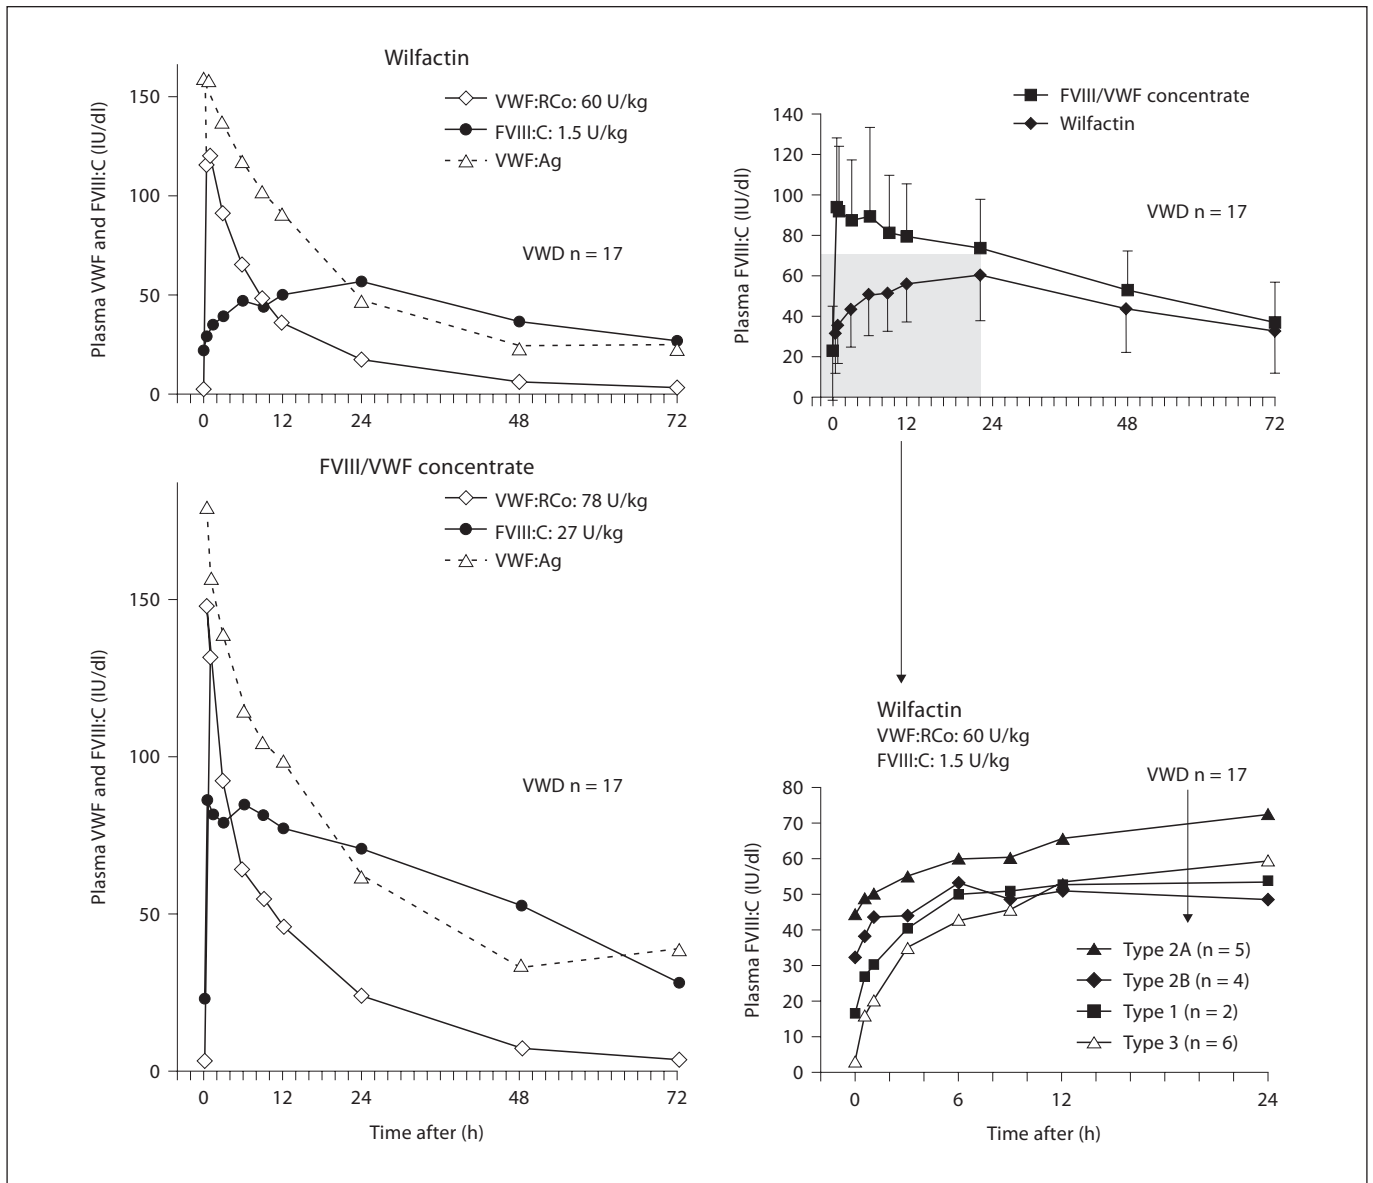 Wilfactin
Plasma VWF and FVIII:C (IU/dl)
150
100
50
0
VWF:RCo: 60 U/kg
FVIII:C: 1.5 U/kg
VWF:Ag
VWD n = 17
0 12 24 48 72
FVIII/VWF concentrate
Wilfactin
Plasma FVIII:C (IU/dl)
140
120
100
80
60
40
20
0
VWD n = 17
0 12 24 48 72
FVIII/VWF concentrate
VWF:RCo: 78 U/kg
FVIII:C: 27 U/kg
VWF:Ag
Plasma VWF and FVIII:C (IU/dl)
150
100
50
0
VWD n = 17
0 12 24 48 72
Time after (h)
Wilfactin
VWF:RCo: 60 U/kg
FVIII:C: 1.5 U/kg
VWD n = 17
Plasma FVIII:C (IU/dl)
80
70
60
50
40
30
20
10
0
Type 2A (n = 5)
Type 2B (n = 4)
Type 1 (n = 2)
Type 3 (n = 6)
0 6 12 24
Time after (h)